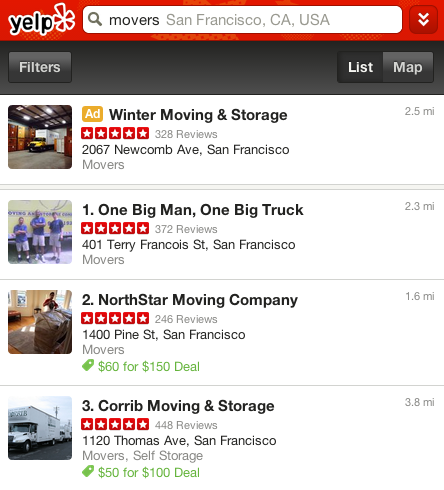 yelp
movers San Francisco, CA, USA
Filters
List Map
Ad Winter Moving & Storage 2.5 mi
328 Reviews
2067 Newcomb Ave, San Francisco
Movers
1. One Big Man, One Big Truck 2.3 mi
372 Reviews
401 Terry Francois St, San Francisco
Movers
2. NorthStar Moving Company 1.6 mi
246 Reviews
1400 Pine St, San Francisco
Movers
$60 for $150 Deal
3. Corrib Moving & Storage 3.8 mi
448 Reviews
1120 Thomas Ave, San Francisco
Movers, Self Storage
$50 for $100 Deal